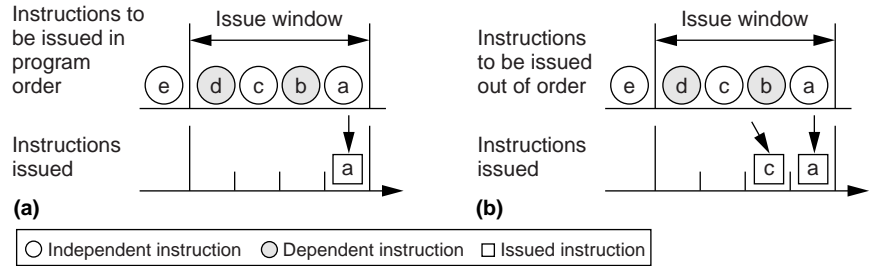 Instructions to
be issued in
program
order
Issue window
e d c b a
Instructions
issued
a
(a)
Instructions
to be issued
out of order
Issue window
e d c b a
Instructions
issued
c a
(b)
Independent instruction Dependent instruction Issued instruction